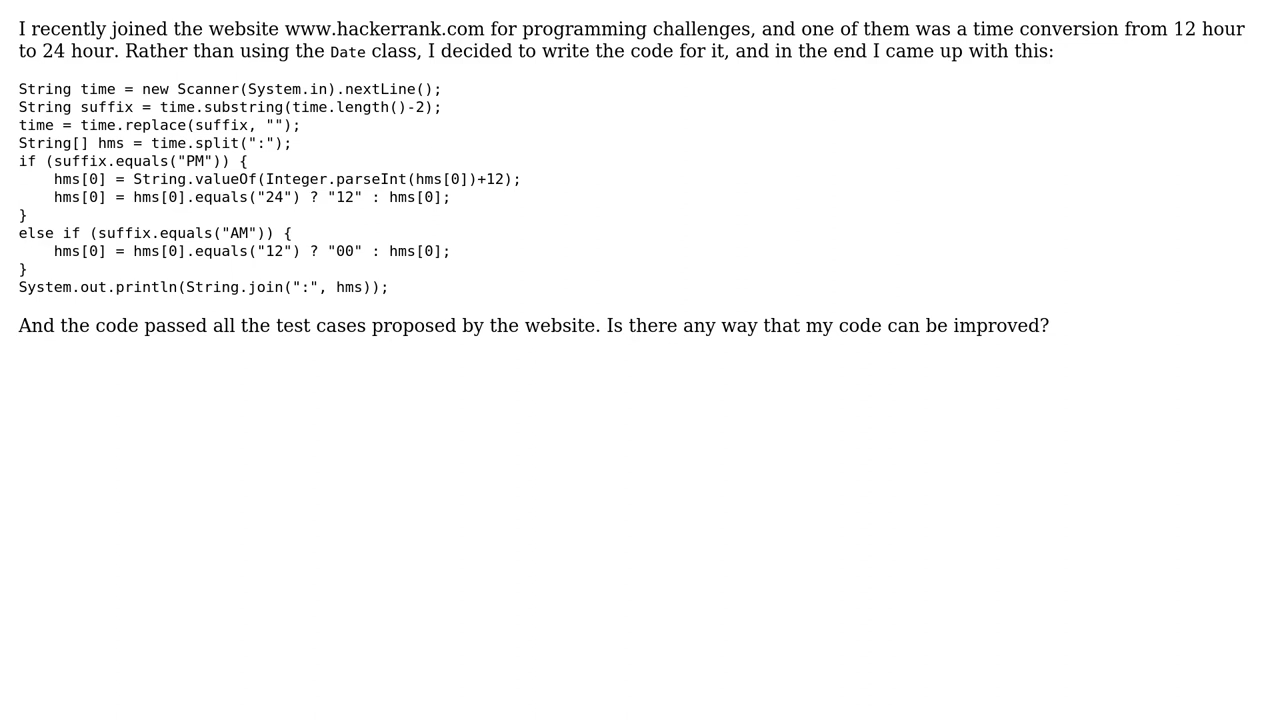 I recently joined the website www.hackerrank.com for programming challenges, and one of them was a time conversion from 12 hour
to 24 hour. Rather than using the Date class, I decided to write the code for it, and in the end I came up with this:
String time = new Scanner(System.in).nextLine();
String suffix = time.substring(time.length()-2);
time = time.replace(suffix, "");
String[] hms = time.split(":");
if (suffix.equals("PM")) {
    hms[0] = String.valueOf(Integer.parseInt(hms[0])+12);
    hms[0] = hms[0].equals("24") ? "12" : hms[0];
}
else if (suffix.equals("AM")) {
    hms[0] = hms[0].equals("12") ? "00" : hms[0];
}
System.out.println(String.join(":", hms));
And the code passed all the test cases proposed by the website. Is there any way that my code can be improved?